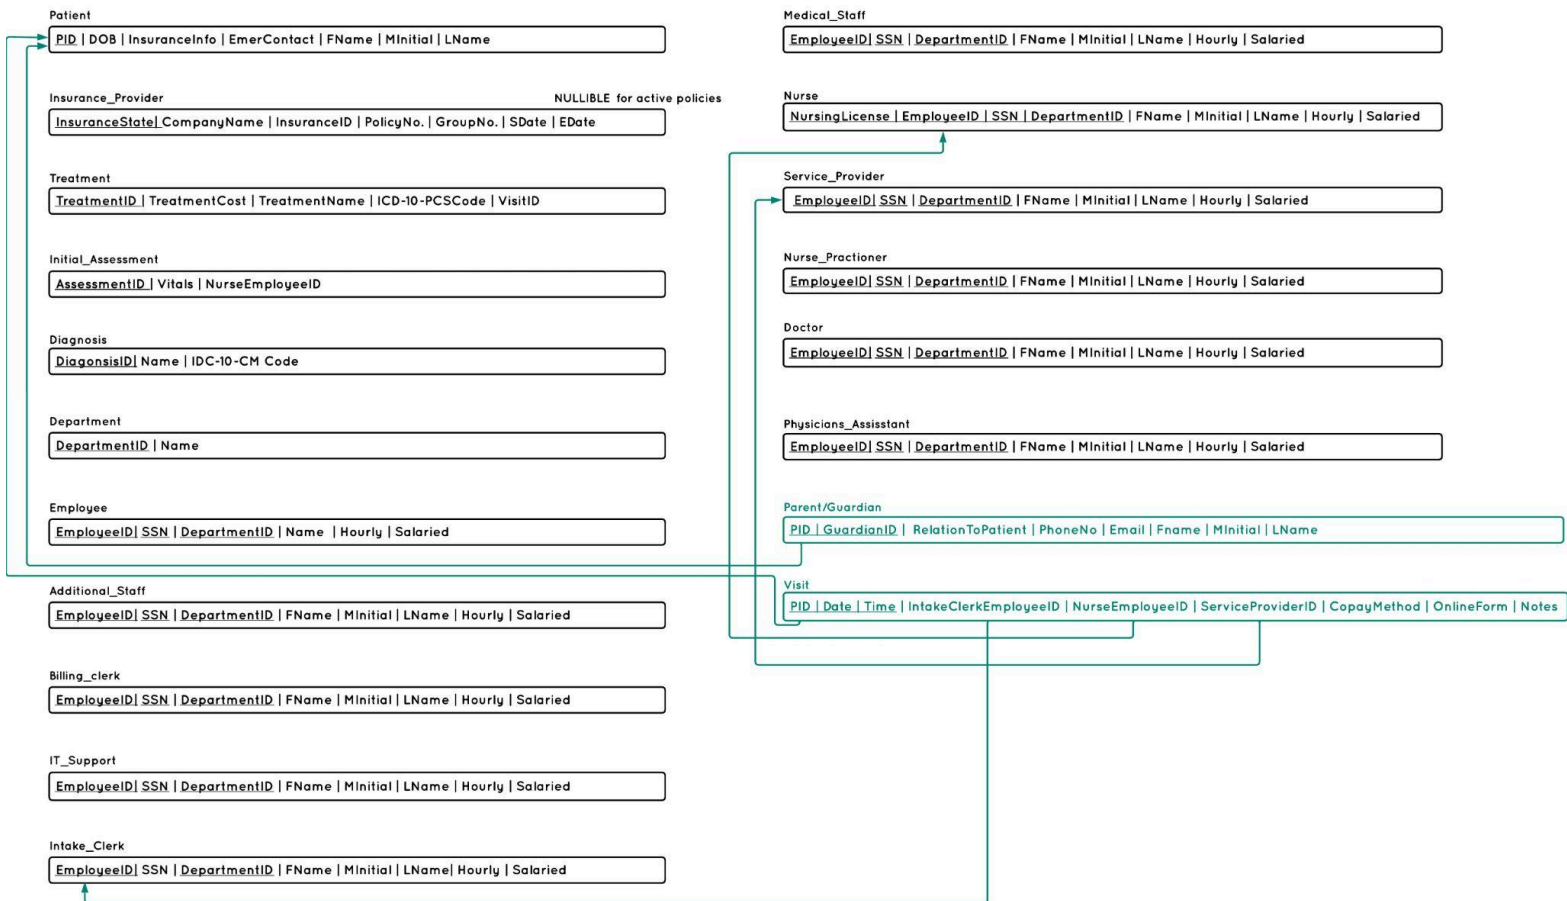 Patient
PID | DOB | InsuranceInfo | EmerContact | FName | MInitial | LName
Insurance_Provider
NULLIBLE for active policies
InsuranceState| CompanyName | InsuranceID | PolicyNo. | GroupNo. | SDate | EDate
Treatment
TreatmentID | TreatmentCost | TreatmentName | ICD-10-PCSCode | VisitID
Initial_Assessment
AssessmentID | Vitals | NurseEmployeeID
Diagnosis
DiagonsisID| Name | IDC-10-CM Code
Department
DepartmentID | Name
Employee
EmployeeID| SSN | DepartmentID | Name | Hourly | Salaried
Additional_Staff
EmployeeID| SSN | DepartmentID | FName | MInitial | LName | Hourly | Salaried
Billing_clerk
EmployeeID| SSN | DepartmentID | FName | MInitial | LName | Hourly | Salaried
IT_Support
EmployeeID| SSN | DepartmentID | FName | MInitial | LName| Hourly | Salaried
Intake_Clerk
EmployeeID| SSN | DepartmentID | FName | MInitial | LName| Hourly | Salaried
Medical_Staff
EmployeeID| SSN | DepartmentID | FName | MInitial | LName | Hourly | Salaried
Nurse
NursingLicense | EmployeeID | SSN | DepartmentID | FName | MInitial | LName | Hourly | Salaried
Service_Provider
EmployeeID| SSN | DepartmentID | FName | MInitial | LName | Hourly | Salaried
Nurse_Practioner
EmployeeID| SSN | DepartmentID | FName | MInitial | LName | Hourly | Salaried
Doctor
EmployeeID| SSN | DepartmentID | FName | MInitial | LName | Hourly | Salaried
Physicians_Assisstant
EmployeeID| SSN | DepartmentID | FName | MInitial | LName | Hourly | Salaried
Parent/Guardian
PID | GuardianID | RelationToPatient | PhoneNo | Email | Fname | MInitial | LName
Visit
PID | Date | Time | IntakeClerkEmployeeID | NurseEmployeeID | ServiceProviderID | CopayMethod | OnlineForm | Notes